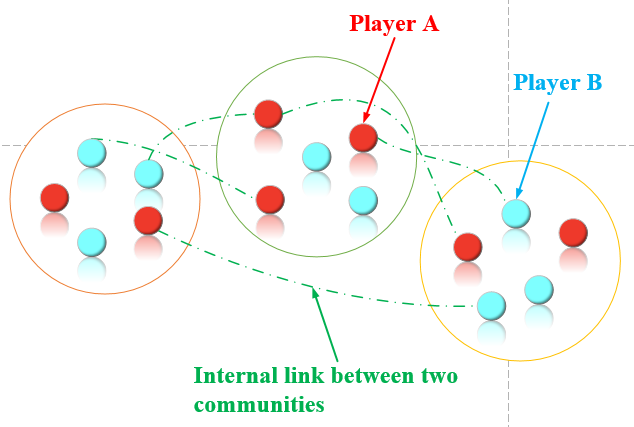 Player A
Player B
Internal link between two
communities